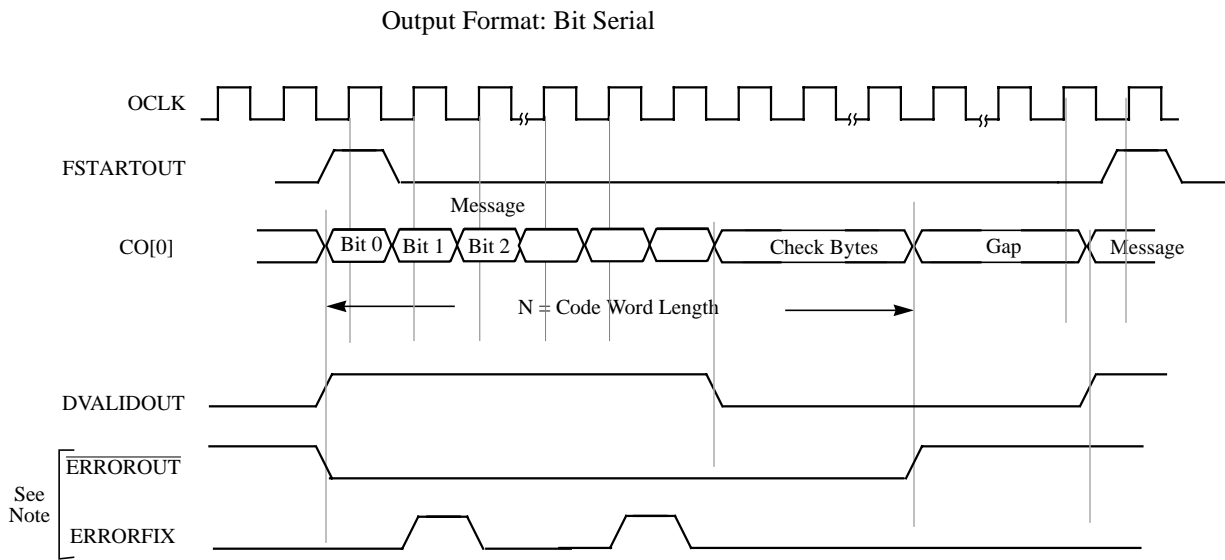 Output Format: Bit Serial
OCLK
FSTARTOUT
Message
CO[0]
Bit 0
Bit 1
Bit 2
Check Bytes
Gap
Message
N = Code Word Length
DVALIDOUT
ERROROUT
See
Note
ERRORFIX